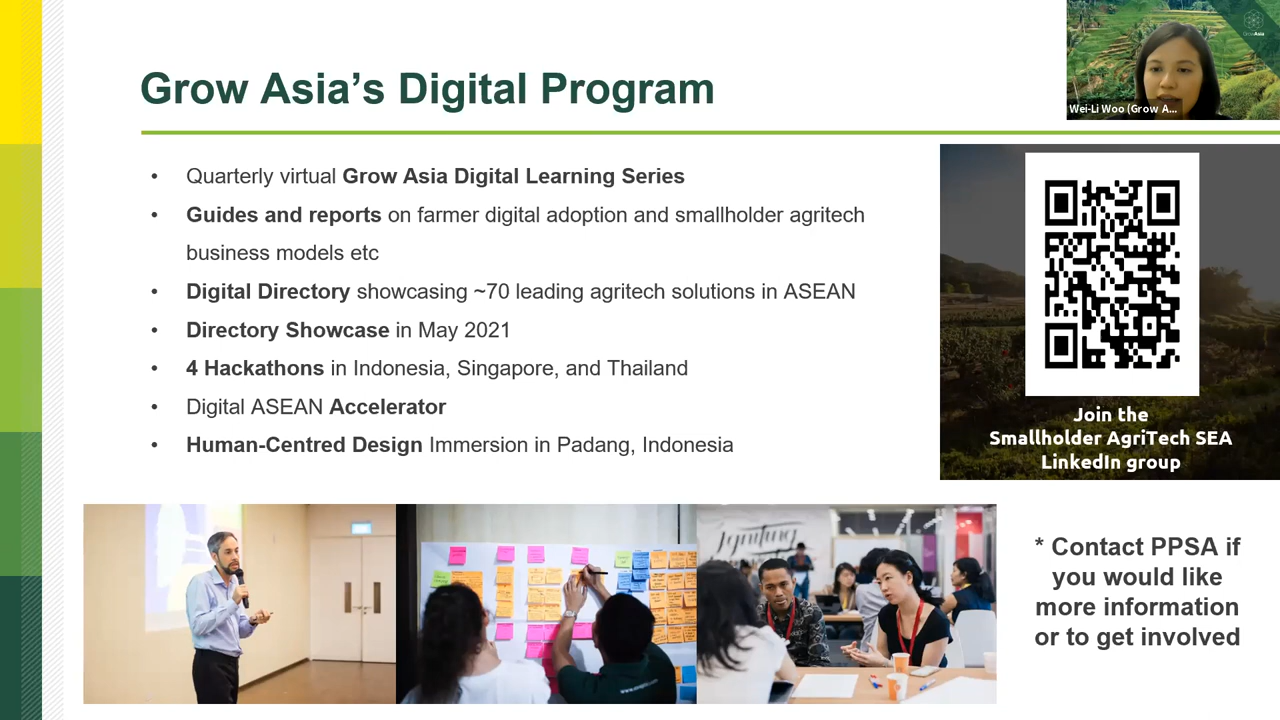 Grow Asia’s Digital Program
Wei-Li Woo (Grow A...
GrowAsia
• Quarterly virtual Grow Asia Digital Learning Series
• Guides and reports on farmer digital adoption and smallholder agritech
business models etc
• Digital Directory showcasing ~70 leading agritech solutions in ASEAN
• Directory Showcase in May 2021
• 4 Hackathons in Indonesia, Singapore, and Thailand
• Digital ASEAN Accelerator
• Human-Centred Design Immersion in Padang, Indonesia
Join the
Smallholder AgriTech SEA
LinkedIn group
Igniting
* Contact PPSA if
you would like
more information
or to get involved